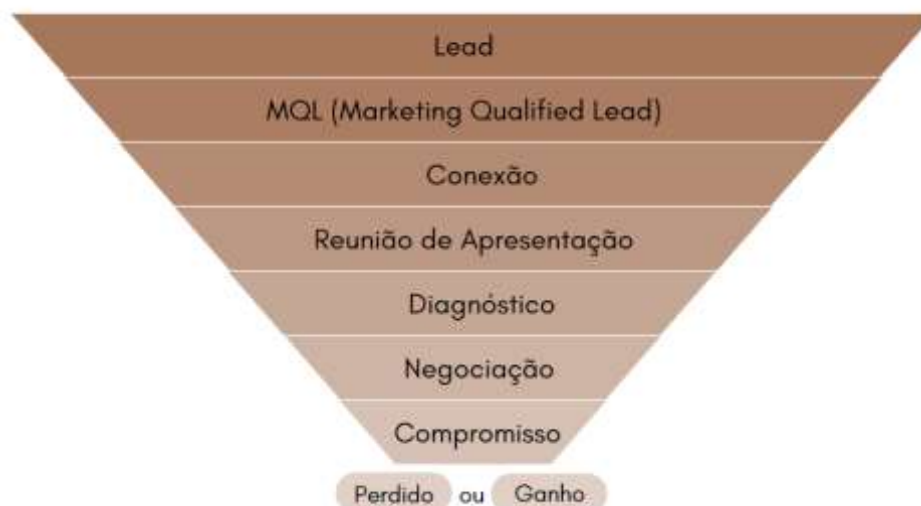 Lead
MQL (Marketing Qualified Lead)
Conexão
Reunião de Apresentação
Diagnóstico
Negociação
Compromisso
Perdido ou Ganho